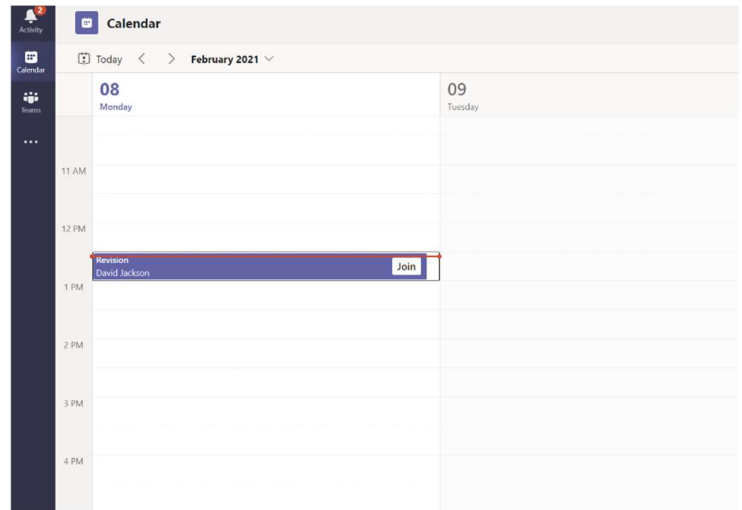 2
Activity
Calendar
Teams
Calendar
Today
February 2021
08
Monday
09
Tuesday
11 AM
12 PM
Revision
David Jackson
Join
1 PM
2 PM
3 PM
4 PM